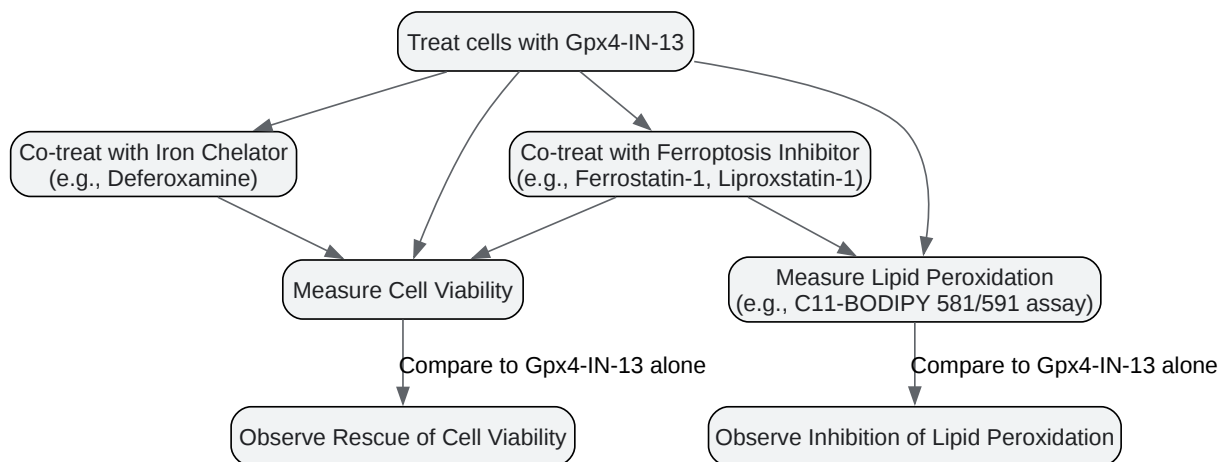 Treat cells with Gpx4-IN-13
Co-treat with Iron Chelator
(e.g., Deferoxamine)
Co-treat with Ferroptosis Inhibitor
(e.g., Ferrostatin-1, Liproxstatin-1)
Measure Cell Viability
Measure Lipid Peroxidation
(e.g., C11-BODIPY 581/591 assay)
Compare to Gpx4-IN-13 alone
Compare to Gpx4-IN-13 alone
Observe Rescue of Cell Viability
Observe Inhibition of Lipid Peroxidation